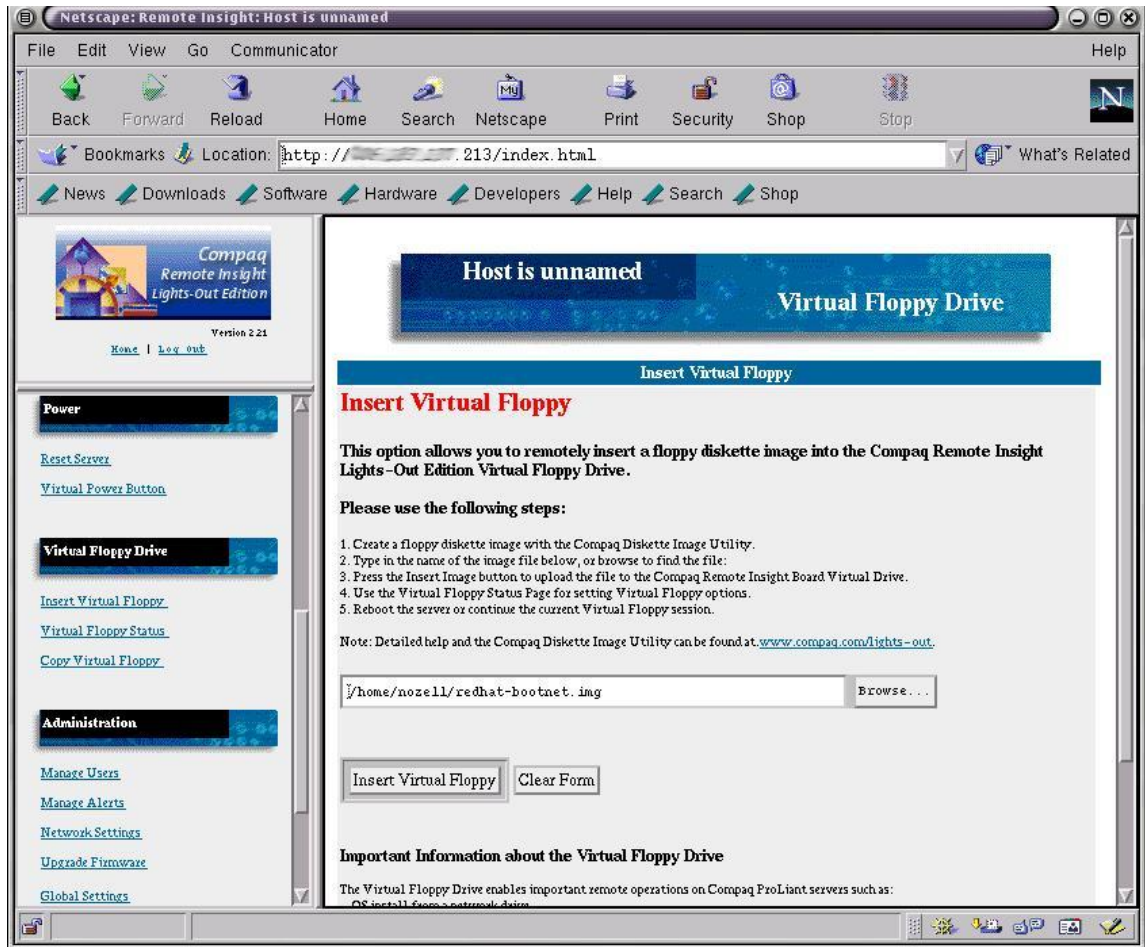 Netscape: Remote Insight: Host is unnamed
File Edit View Go Communicator Help
Back Forward Reload Home Search Netscape Print Security Shop Stop
My
N
Bookmarks Location: http:// .213/index.html What's Related
News Downloads Software Hardware Developers Help Search Shop
Compaq
Remote Insight
Lights-Out Edition
Version 2.21
Home | Log out
Power
Reset Server
Virtual Power Button
Virtual Floppy Drive
Insert Virtual Floppy
Virtual Floppy Status
Copy Virtual Floppy
Administration
Manage Users
Manage Alerts
Network Settings
Upgrade Firmware
Global Settings
Host is unnamed
Virtual Floppy Drive
Insert Virtual Floppy
Insert Virtual Floppy
This option allows you to remotely insert a floppy diskette image into the Compaq Remote Insight
Lights-Out Edition Virtual Floppy Drive.
Please use the following steps:
1. Create a floppy diskette image with the Compaq Diskette Image Utility.
2. Type in the name of the image file below, or browse to find the file:
3. Press the Insert Image button to upload the file to the Compaq Remote Insight Board Virtual Drive.
4. Use the Virtual Floppy Status Page for setting Virtual Floppy options.
5. Reboot the server or continue the current Virtual Floppy session.
Note: Detailed help and the Compaq Diskette Image Utility can be found at.www.compaq.com/lights-out.
/home/nozell/redhat-bootnet.img Browse...
Insert Virtual Floppy Clear Form
Important Information about the Virtual Floppy Drive
The Virtual Floppy Drive enables important remote operations on Compaq ProLiant servers such as:
OS install from a network drive